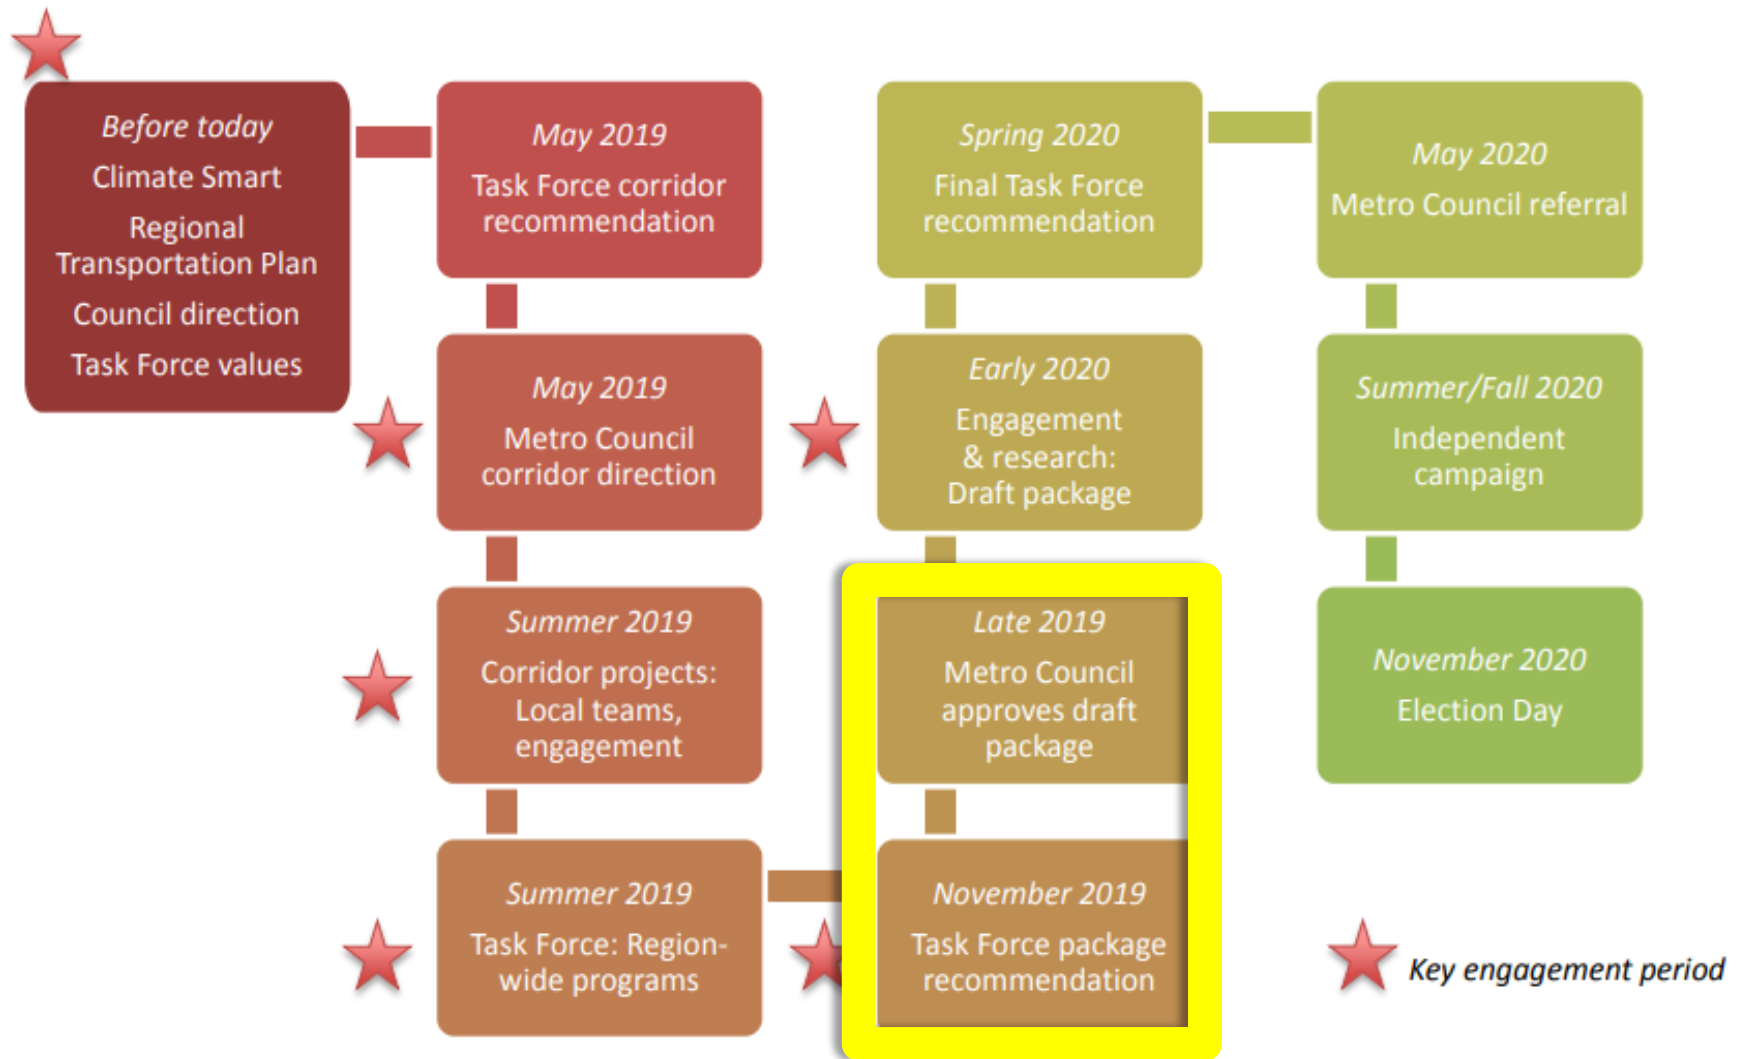 Before today
Climate Smart
Regional
Transportation Plan
Council direction
Task Force values
May 2019
Task Force corridor
recommendation
May 2019
Metro Council
corridor direction
Summer 2019
Corridor projects:
Local teams,
engagement
Summer 2019
Task Force: Region-
wide programs
November 2019
Task Force package
recommendation
Late 2019
Metro Council
approves draft
package
Early 2020
Engagement
& research:
Draft package
Spring 2020
Final Task Force
recommendation
May 2020
Metro Council referral
Summer/Fall 2020
Independent
campaign
November 2020
Election Day
Key engagement period